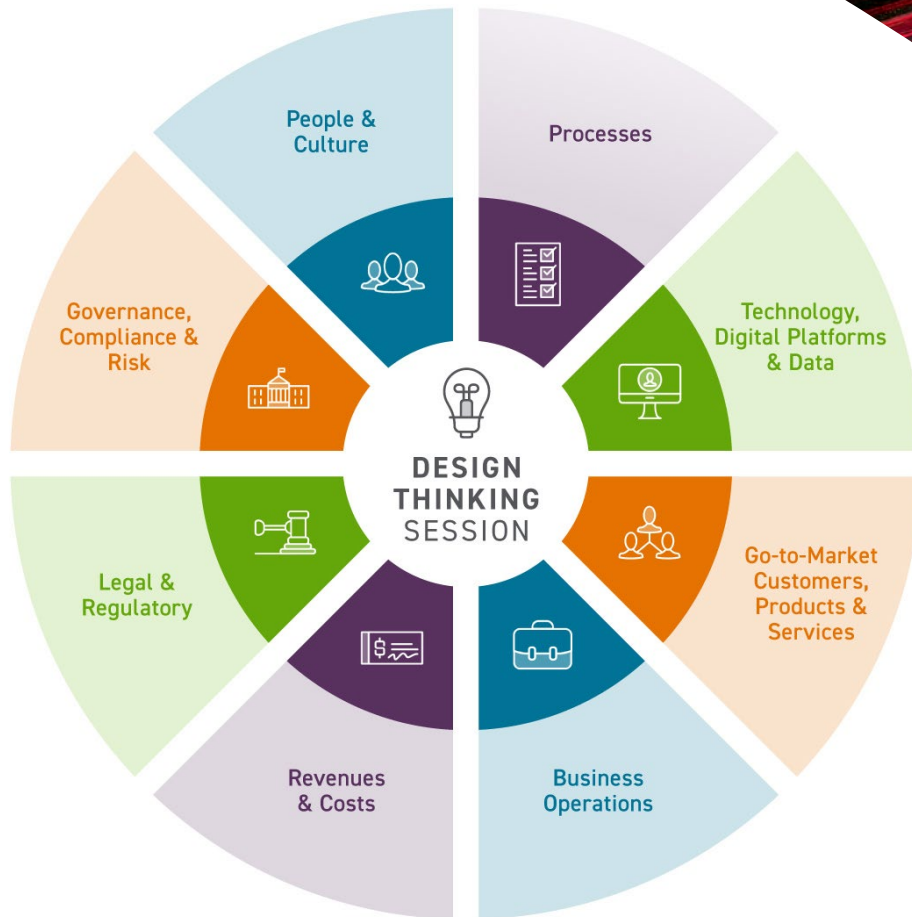 People &
Culture
Processes
Governance,
Compliance &
Risk
Technology,
Digital Platforms
& Data
DESIGN
THINKING
SESSION
Legal &
Regulatory
Go-to-Market
Customers,
Products &
Services
Revenues
& Costs
Business
Operations